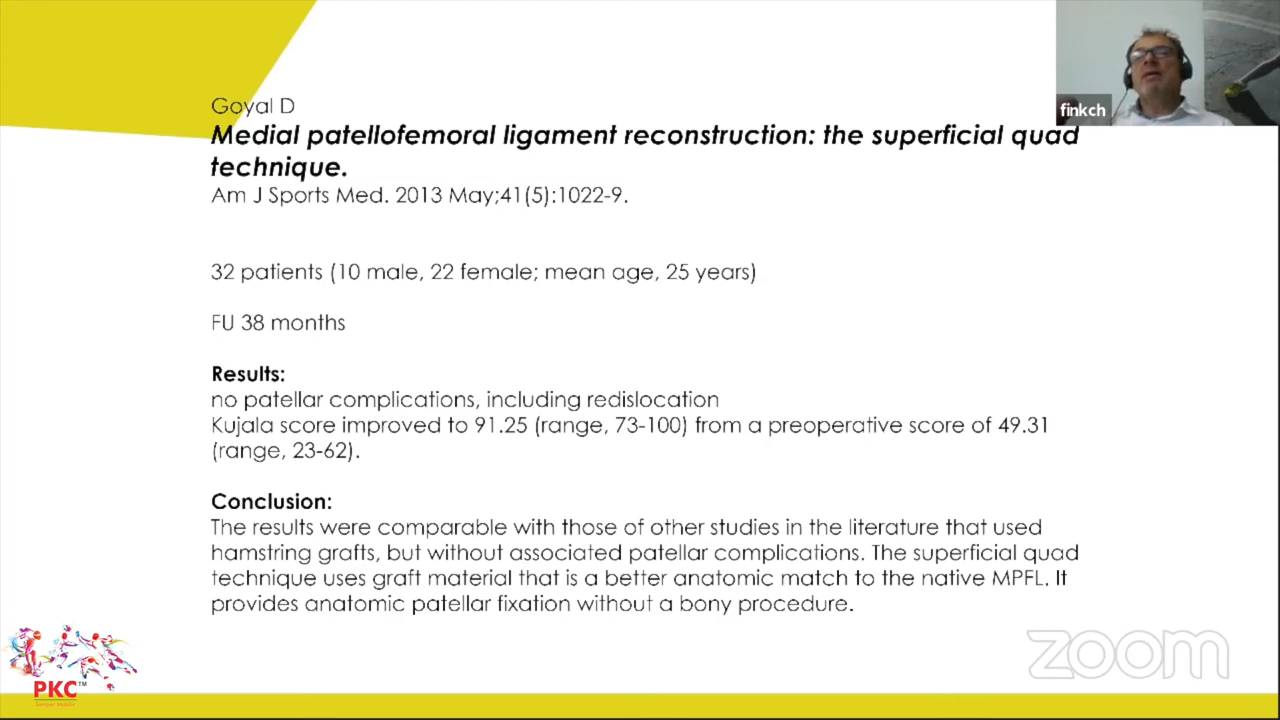 Goyal D
Medial patellofemoral ligament reconstruction: the superficial quad
technique.
Am J Sports Med. 2013 May;41(5):1022-9.
32 patients (10 male, 22 female; mean age, 25 years)
FU 38 months
Results:
no patellar complications, including redislocation
Kujala score improved to 91.25 (range, 73-100) from a preoperative score of 49.31
(range, 23-62).
Conclusion:
The results were comparable with those of other studies in the literature that used
hamstring grafts, but without associated patellar complications. The superficial quad
technique uses graft material that is a better anatomic match to the native MPFL. It
provides anatomic patellar fixation without a bony procedure.
finkch
zoom
PKC™